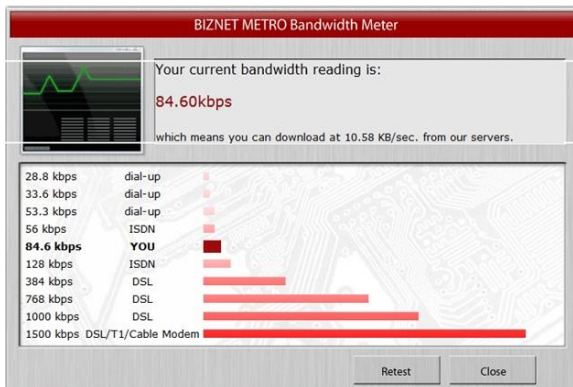 BIZNET METRO Bandwidth Meter
Your current bandwidth reading is:
84.60kbps
which means you can download at 10.58 KB/sec. from our servers.
28.8 kbps dial-up
33.6 kbps dial-up
53.3 kbps dial-up
56 kbps ISDN
84.6 kbps YOU
128 kbps ISDN
384 kbps DSL
768 kbps DSL
1000 kbps DSL
1500 kbps DSL/T1/Cable Modem
Retest Close